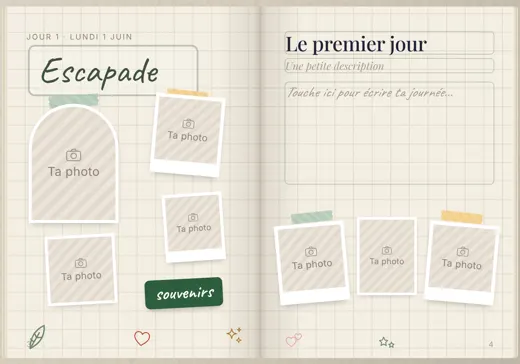 JOUR 1 · LUNDI 1 JUIN
Escapade
Ta photo
Ta photo
Ta photo
Ta photo
souvenirs
Le premier jour
Une petite description
Touche ici pour écrire ta journée...
Ta photo
Ta photo
Ta photo
4